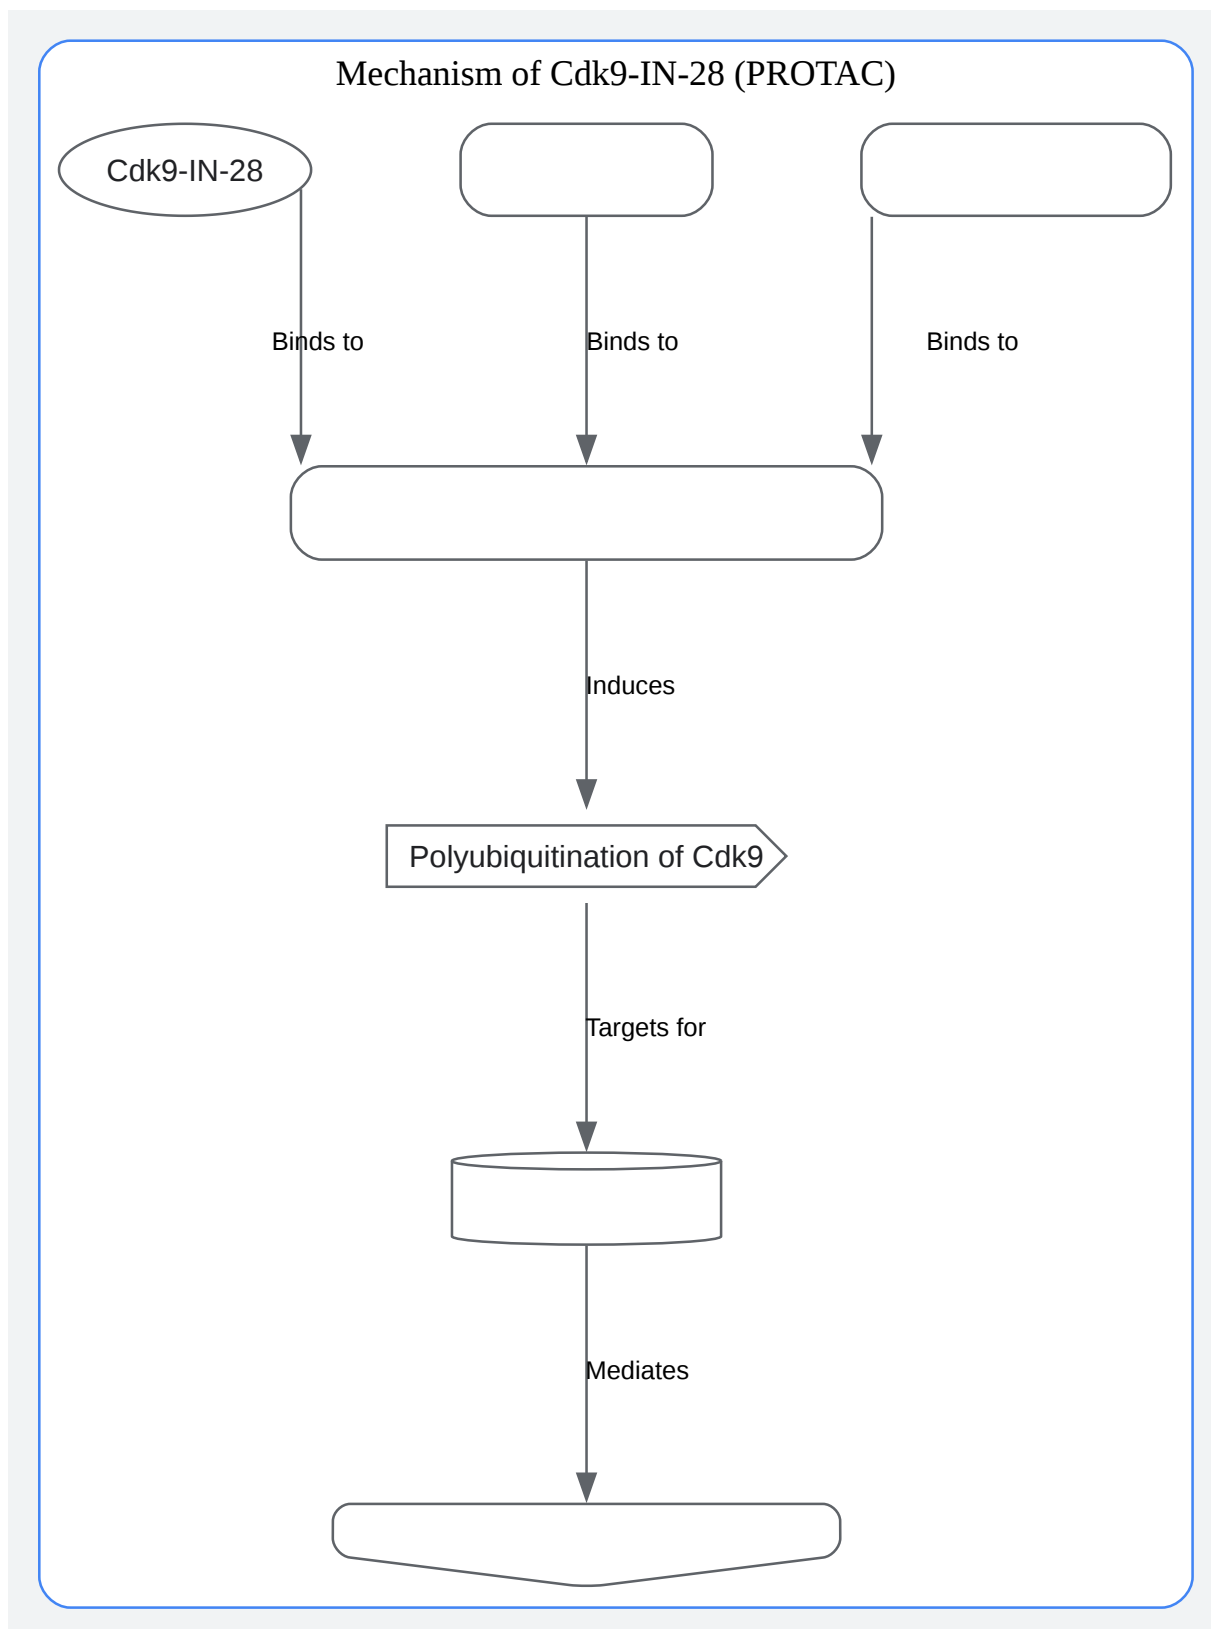 Mechanism of Cdk9-IN-28 (PROTAC)
Cdk9-IN-28
Binds to
Binds to
Binds to
Induces
Polyubiquitination of Cdk9
Targets for
Mediates